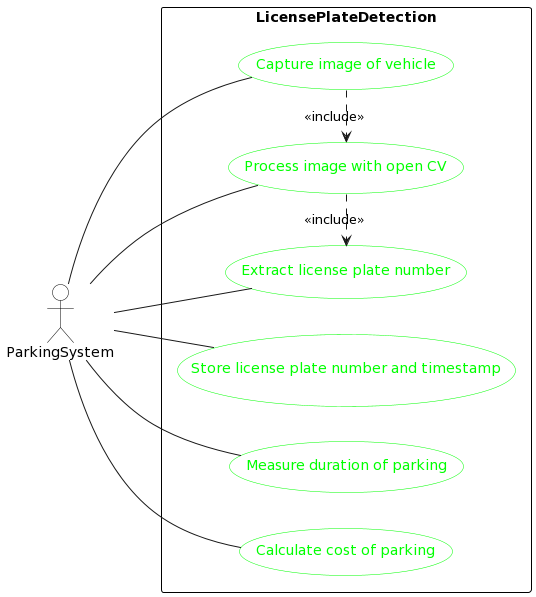 LicensePlateDetection
Capture image of vehicle
«include»
Process image with open CV
«include»
Extract license plate number
ParkingSystem
Store license plate number and timestamp
Measure duration of parking
Calculate cost of parking